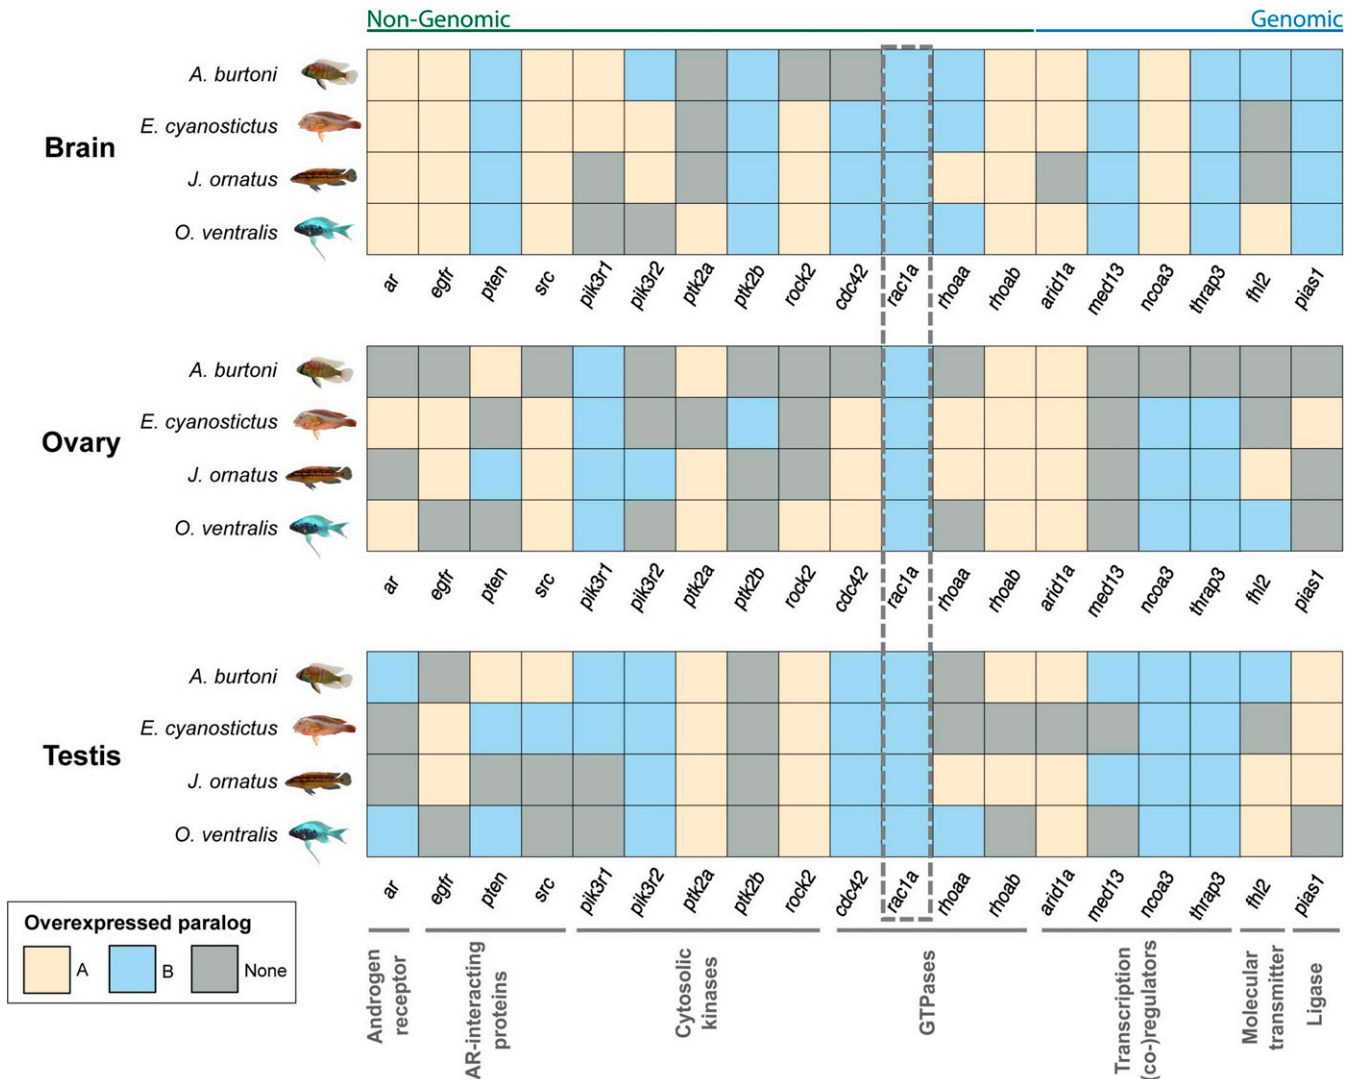 Non-Genomic Genomic
Brain
A. burtoni
E. cyanostictus
J. ornatus
O. ventralis
ar egfr pten src pik3r1 pik3r2 ptk2a ptk2b rock2 cdc42 rac1a rhoaa rhoab arid1a med13 ncoa3 thrap3 fhl2 pias1
Ovary
A. burtoni
E. cyanostictus
J. ornatus
O. ventralis
ar egfr pten src pik3r1 pik3r2 ptk2a ptk2b rock2 cdc42 rac1a rhoaa rhoab arid1a med13 ncoa3 thrap3 fhl2 pias1
Testis
A. burtoni
E. cyanostictus
J. ornatus
O. ventralis
ar egfr pten src pik3r1 pik3r2 ptk2a ptk2b rock2 cdc42 rac1a rhoaa rhoab arid1a med13 ncoa3 thrap3 fhl2 pias1
Overexpressed paralog
A B None
Androgen
receptor
AR-interacting
proteins
Cytosolic
kinases
GTPases
Transcription
(co-)regulators
Molecular
transmitter
Ligase